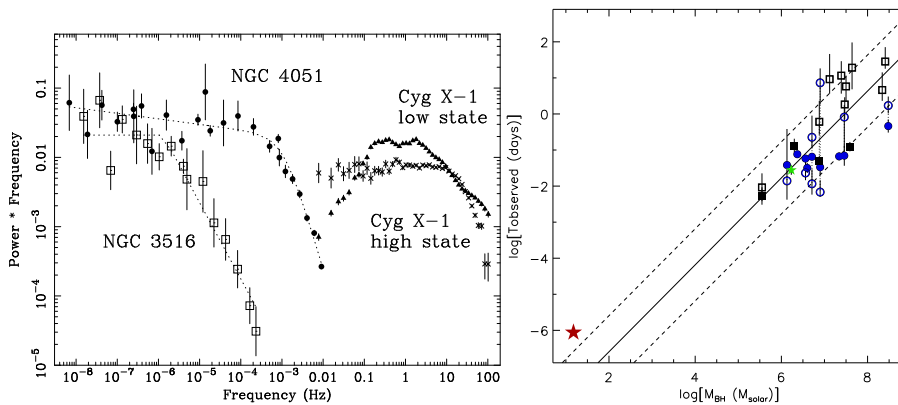 NGC 4051
Cyg X-1
low state
NGC 3516
Cyg X-1
high state
Power * Frequency
0.1
0.01
10⁻³
10⁻⁴
10⁻⁵
10⁻⁸ 10⁻⁷ 10⁻⁶ 10⁻⁵ 10⁻⁴ 10⁻³ 0.01 0.1 1 10 100
Frequency (Hz)
log[Tobserved (days)]
2
0
-2
-4
-6
2 4 6 8
log[M_BH (M_solar)]